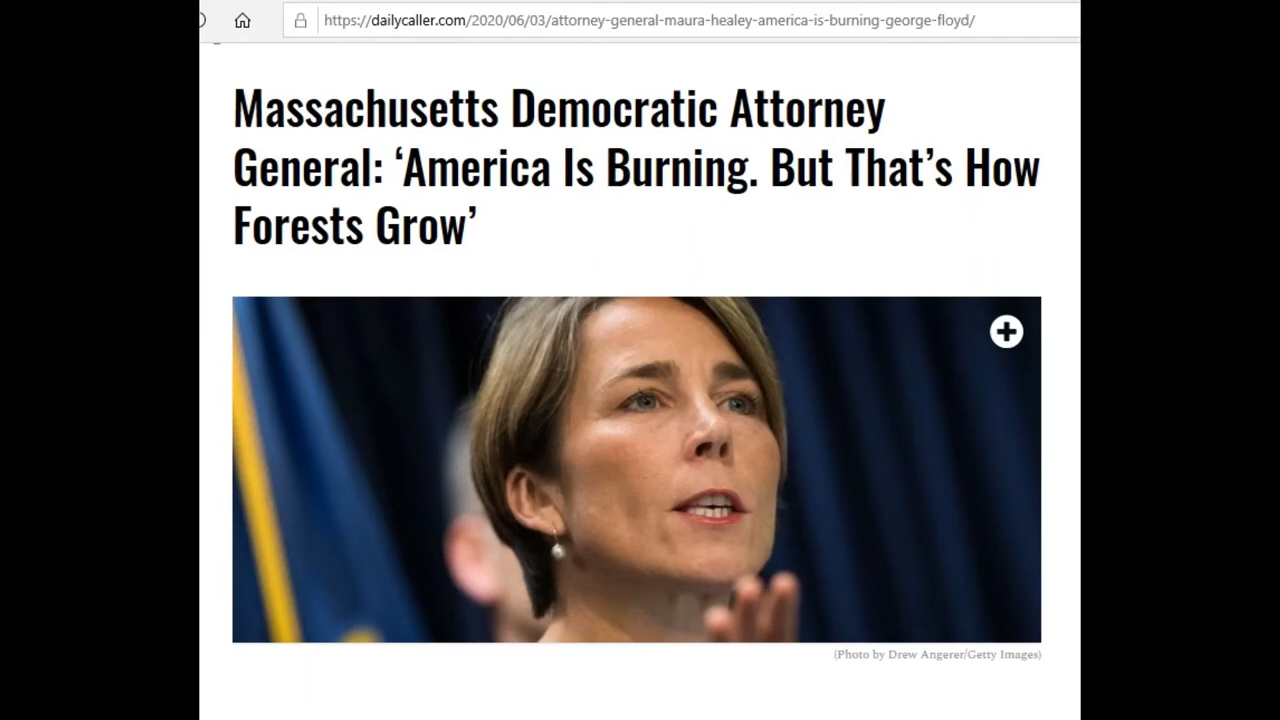 https://dailycaller.com/2020/06/03/attorney-general-maura-healey-america-is-burning-george-floyd/
Massachusetts Democratic Attorney
General: ‘America Is Burning. But That’s How
Forests Grow’
(Photo by Drew Angerer/Getty Images)